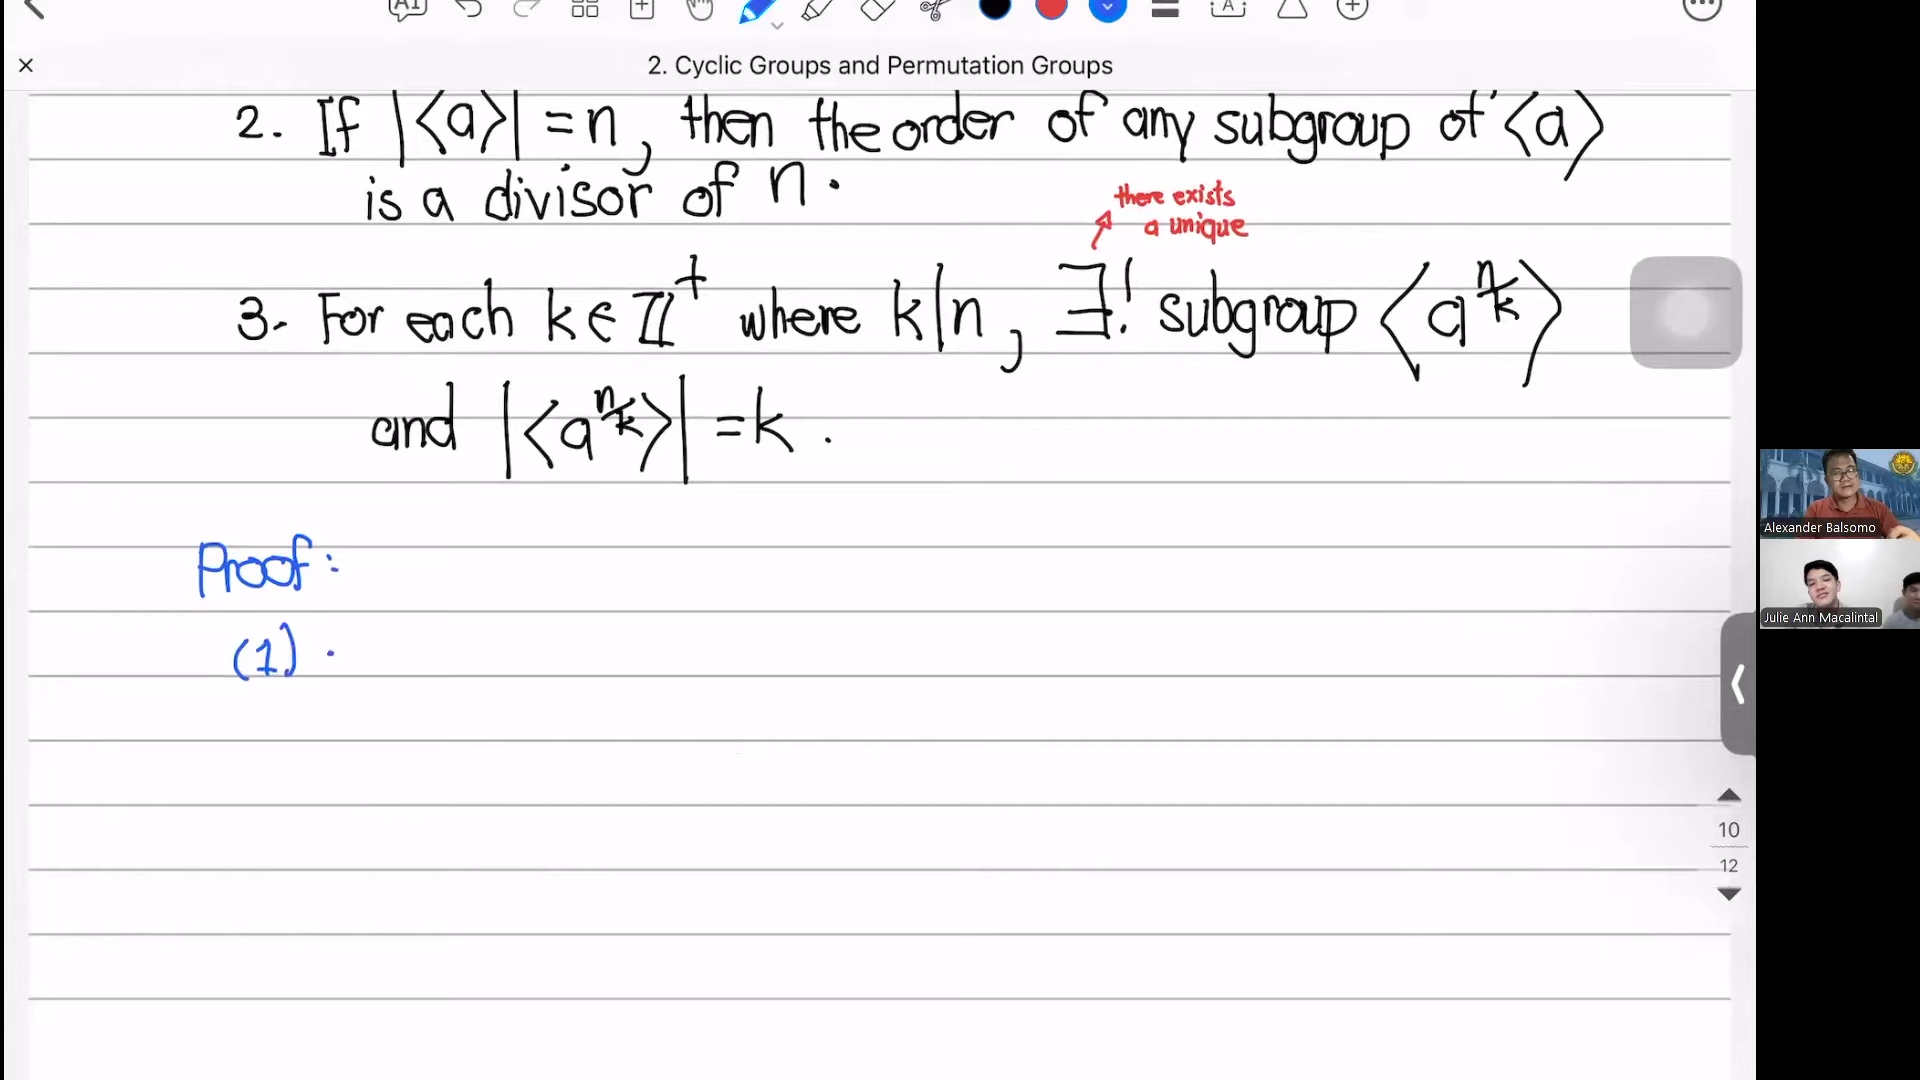 AI
A
2. Cyclic Groups and Permutation Groups
2. If |⟨a⟩| = n, then the order of any subgroup of ⟨a⟩
is a divisor of n.
there exists
a unique
3. For each k ∈ ℤ⁺ where k|n, ∃! subgroup ⟨a^{n/k}⟩
and |⟨a^{n/k}⟩| = k.
Proof:
(1).
10
12
Alexander Balsomo
Julie Ann Macalintal